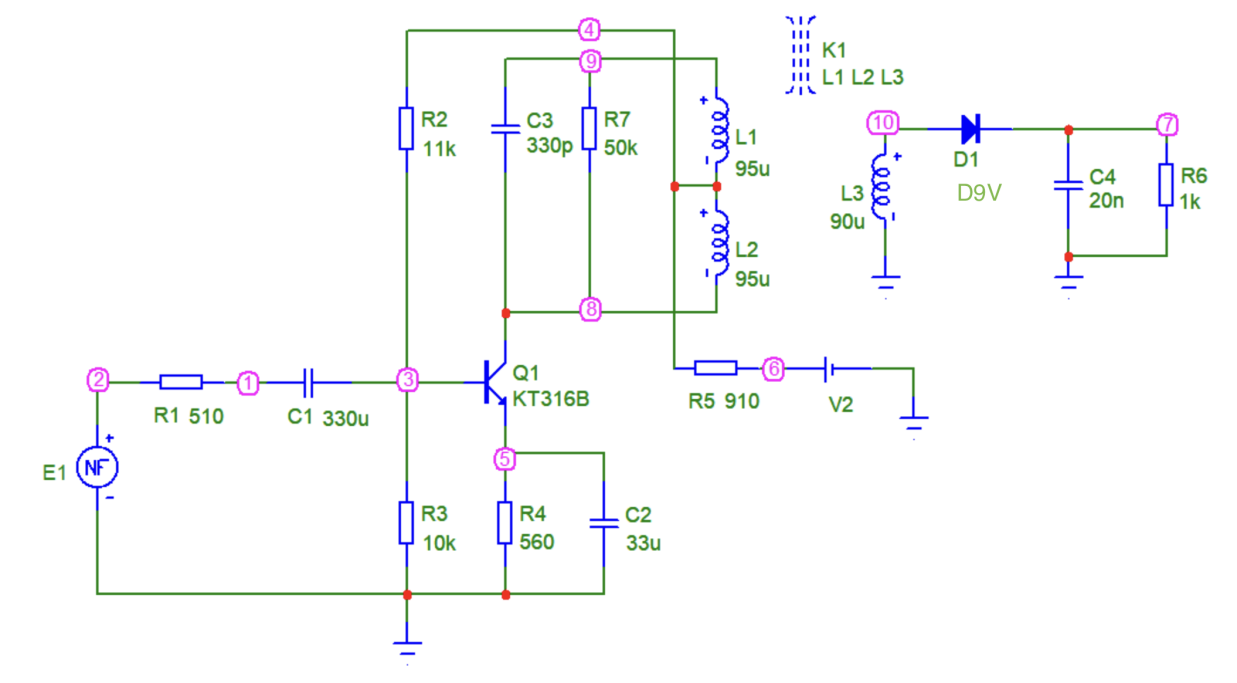 4
9
K1
L1 L2 L3
R2
11k
C3
330p
R7
50k
+
L1
-
95u
10
D1
D9V
7
+
L3
-
90u
C4
20n
R6
1k
+
L2
-
95u
8
2
R1 510
1
C1 330u
3
Q1
KT316B
R5 910
6
V2
E1
+
NF
-
5
R3
10k
R4
560
C2
33u